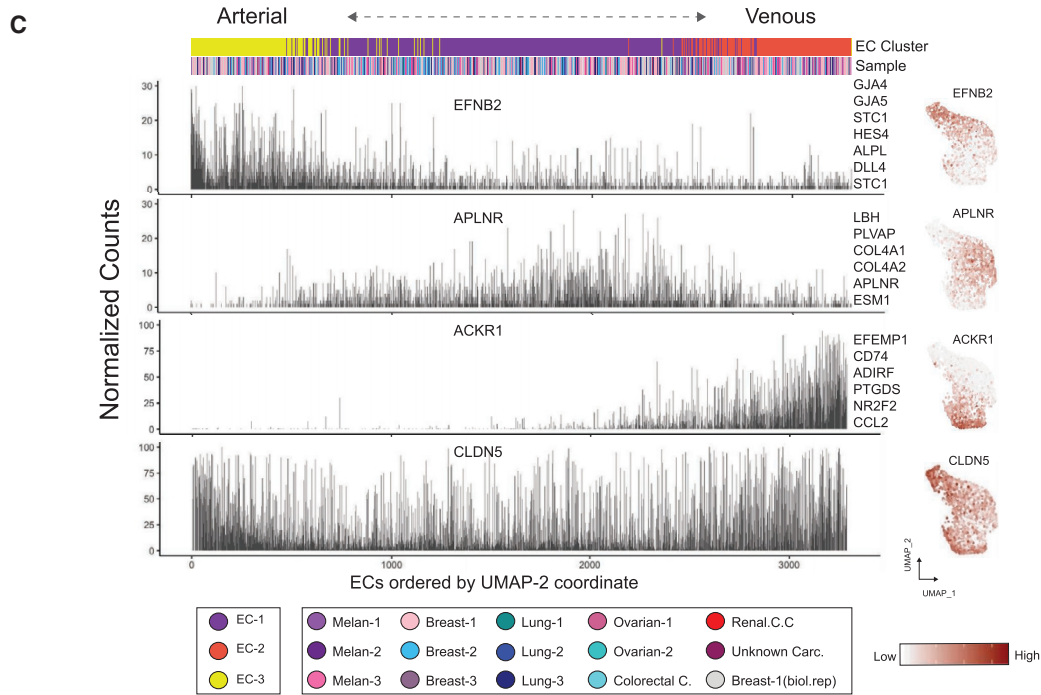 C
Arterial
Venous
EC Cluster
Sample
Normalized Counts
30
20
10
0
EFNB2
GJA4
GJA5
STC1
HES4
ALPL
DLL4
STC1
EFNB2
30
20
10
0
APLNR
LBH
PLVAP
COL4A1
COL4A2
APLNR
ESM1
APLNR
100
75
50
25
0
ACKR1
EFEMP1
CD74
ADIRF
PTGDS
NR2F2
CCL2
ACKR1
100
75
50
25
0
CLDN5
CLDN5
0
1000
2000
3000
ECs ordered by UMAP-2 coordinate
UMAP_2
UMAP_1
EC-1
EC-2
EC-3
Melan-1
Breast-1
Lung-1
Ovarian-1
Renal.C.C
Melan-2
Breast-2
Lung-2
Ovarian-2
Unknown Carc.
Melan-3
Breast-3
Lung-3
Colorectal C.
Breast-1(biol.rep)
Low
High